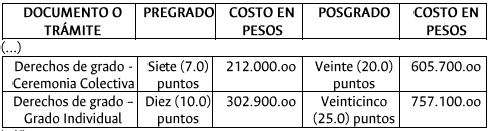 DOCUMENTO O TRÁMITE PREGRADO COSTO EN PESOS POSGRADO COSTO EN PESOS
(...)
Derechos de grado - Ceremonia Colectiva Siete (7.0) puntos 212.000.oo Veinte (20.0) puntos 605.700.oo
Derechos de grado – Grado Individual Diez (10.0) puntos 302.900.oo Veinticinco (25.0) puntos 757.100.oo